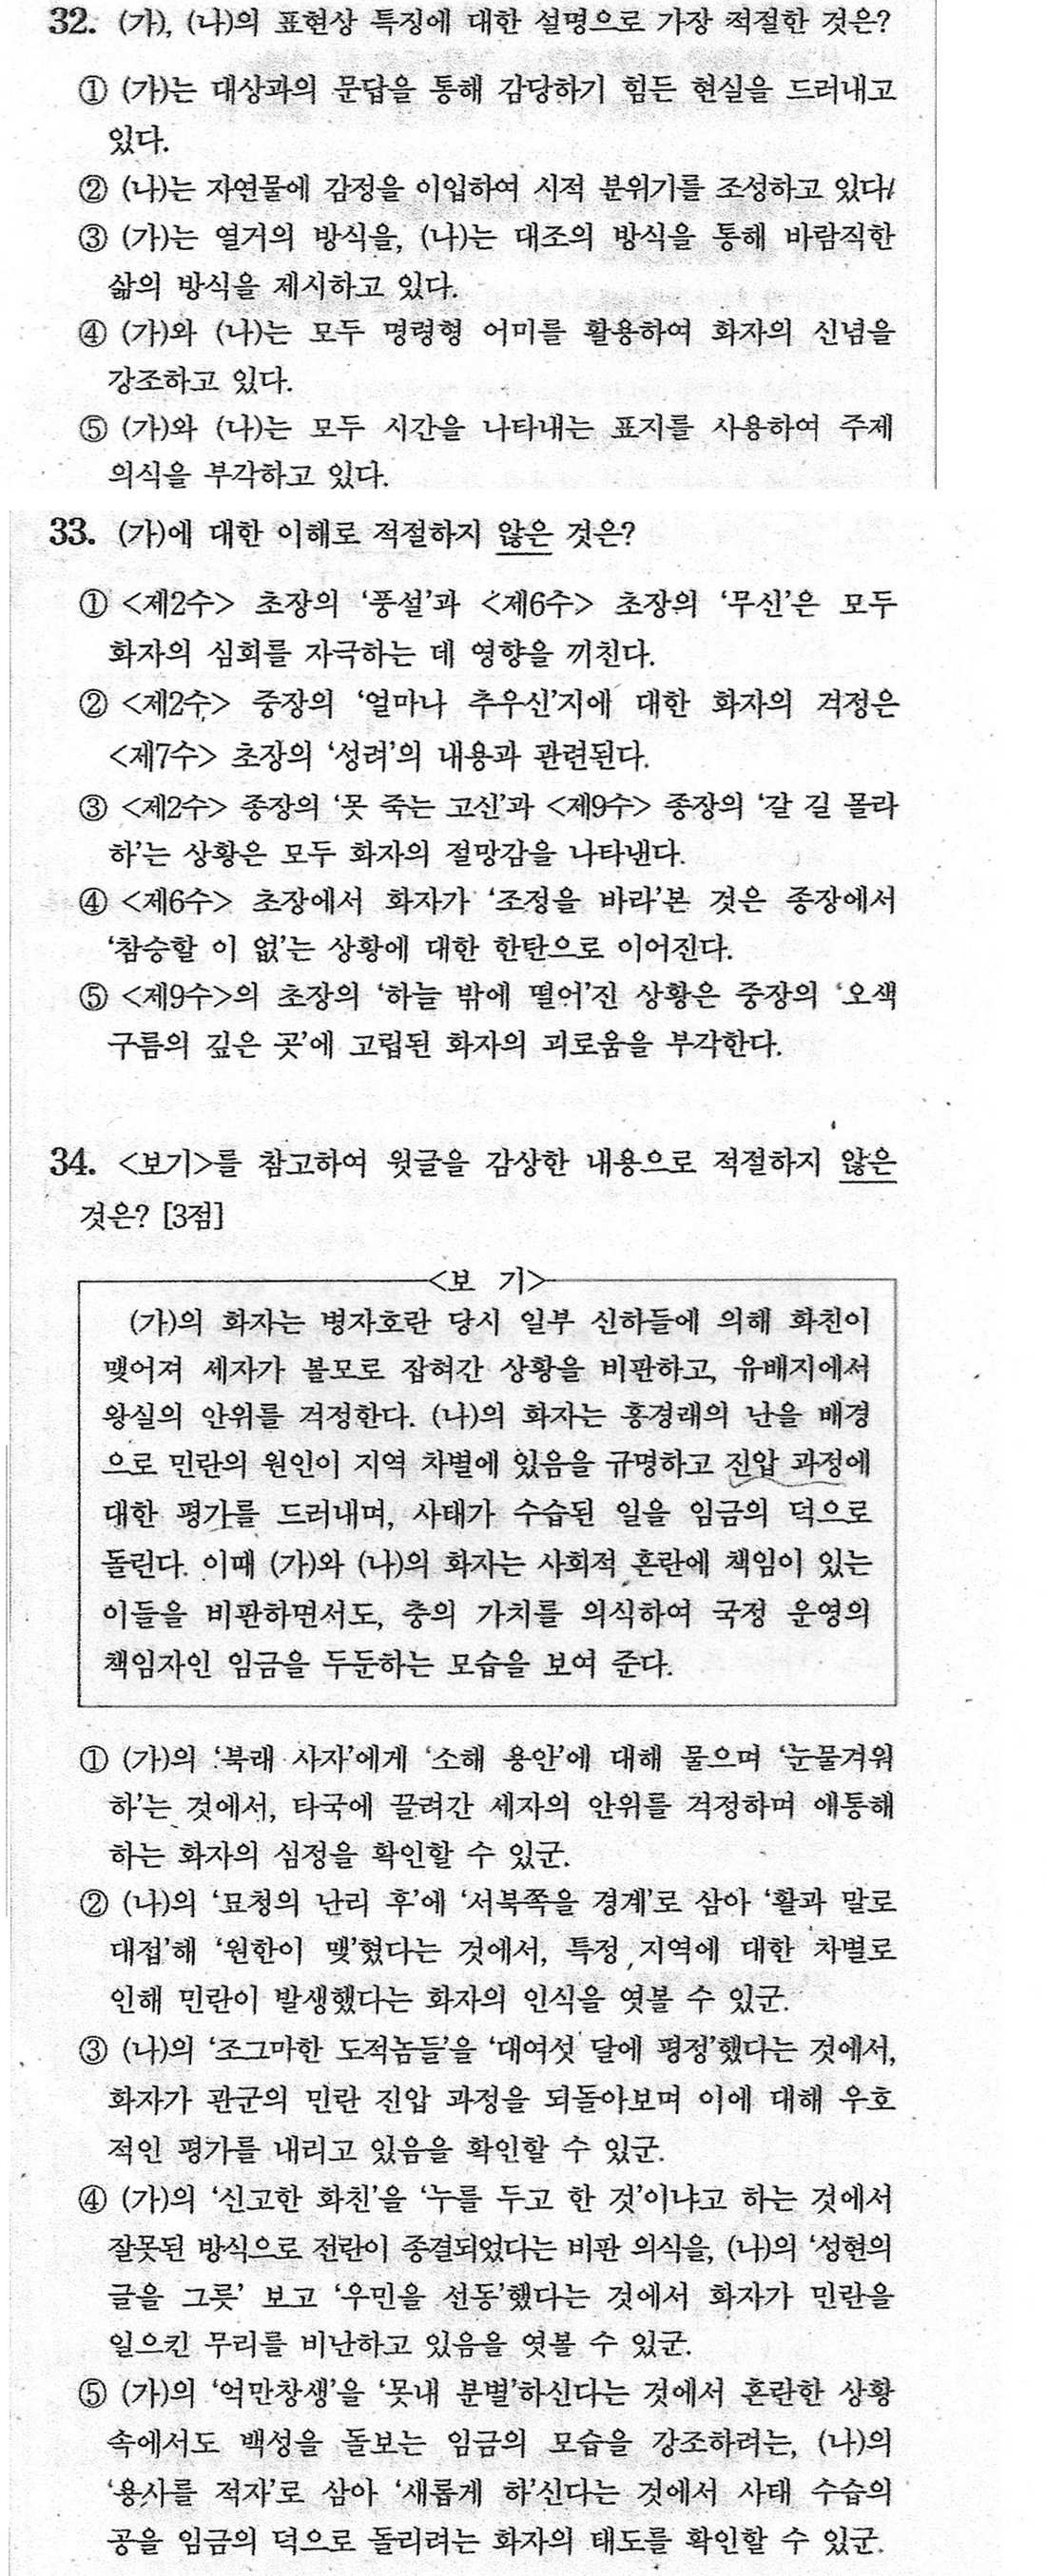 32. (가), (나)의 표현상 특징에 대한 설명으로 가장 적절한 것은?
① (가)는 대상과의 문답을 통해 감당하기 힘든 현실을 드러내고
있다.
② (나)는 자연물에 감정을 이입하여 시적 분위기를 조성하고 있다.
③ (가)는 열거의 방식을, (나)는 대조의 방식을 통해 바람직한
삶의 방식을 제시하고 있다.
④ (가)와 (나)는 모두 명령형 어미를 활용하여 화자의 신념을
강조하고 있다.
⑤ (가)와 (나)는 모두 시간을 나타내는 표지를 사용하여 주제
의식을 부각하고 있다.
33. (가)에 대한 이해로 적절하지 않은 것은?
① <제2수> 초장의 ‘풍설’과 <제6수> 초장의 ‘무신’은 모두
화자의 심회를 자극하는 데 영향을 끼친다.
② <제2수> 중장의 ‘얼마나 추우신’지에 대한 화자의 걱정은
<제7수> 초장의 ‘성려’의 내용과 관련된다.
③ <제2수> 종장의 ‘못 죽는 고신’과 <제9수> 종장의 ‘갈 길 몰라
하’는 상황은 모두 화자의 절망감을 나타낸다.
④ <제6수> 초장에서 화자가 ‘조정을 바라’본 것은 종장에서
‘참승할 이 없’는 상황에 대한 한탄으로 이어진다.
⑤ <제9수>의 초장의 ‘하늘 밖에 떨어’진 상황은 중장의 ‘오색
구름의 깊은 곳’에 고립된 화자의 괴로움을 부각한다.
34. <보기>를 참고하여 윗글을 감상한 내용으로 적절하지 않은
것은? [3점]
<보 기>
(가)의 화자는 병자호란 당시 일부 신하들에 의해 화친이
맺어져 세자가 볼모로 잡혀간 상황을 비판하고, 유배지에서
왕실의 안위를 걱정한다. (나)의 화자는 홍경래의 난을 배경
으로 민란의 원인이 지역 차별에 있음을 규명하고 진압 과정에
대한 평가를 드러내며, 사태가 수습된 일을 임금의 덕으로
돌린다. 이때 (가)와 (나)의 화자는 사회적 혼란에 책임이 있는
이들을 비판하면서도, 충의 가치를 의식하여 국정 운영의
책임자인 임금을 두둔하는 모습을 보여 준다.
① (가)의 ‘북래 사자’에게 ‘소해 용안’에 대해 물으며 ‘눈물겨워
하’는 것에서, 타국에 끌려간 세자의 안위를 걱정하며 애통해
하는 화자의 심정을 확인할 수 있군.
② (나)의 ‘묘청의 난리 후’에 ‘서북쪽을 경계’로 삼아 ‘활과 말로
대접’해 ‘원한이 맺’혔다는 것에서, 특정 지역에 대한 차별로
인해 민란이 발생했다는 화자의 인식을 엿볼 수 있군.
③ (나)의 ‘조그마한 도적놈들’을 ‘대여섯 달에 평정’했다는 것에서,
화자가 관군의 민란 진압 과정을 되돌아보며 이에 대해 우호
적인 평가를 내리고 있음을 확인할 수 있군.
④ (가)의 ‘신고한 화친’을 ‘누를 두고 한 것’이냐고 하는 것에서
잘못된 방식으로 전란이 종결되었다는 비판 의식을, (나)의 ‘성현의
글을 그릇’ 보고 ‘우민을 선동’했다는 것에서 화자가 민란을
일으킨 무리를 비난하고 있음을 엿볼 수 있군.
⑤ (가)의 ‘억만창생’을 ‘못내 분별’하신다는 것에서 혼란한 상황
속에서도 백성을 돌보는 임금의 모습을 강조하려는, (나)의
‘용사를 적자’로 삼아 ‘새롭게 하’신다는 것에서 사태 수습의
공을 임금의 덕으로 돌리려는 화자의 태도를 확인할 수 있군.